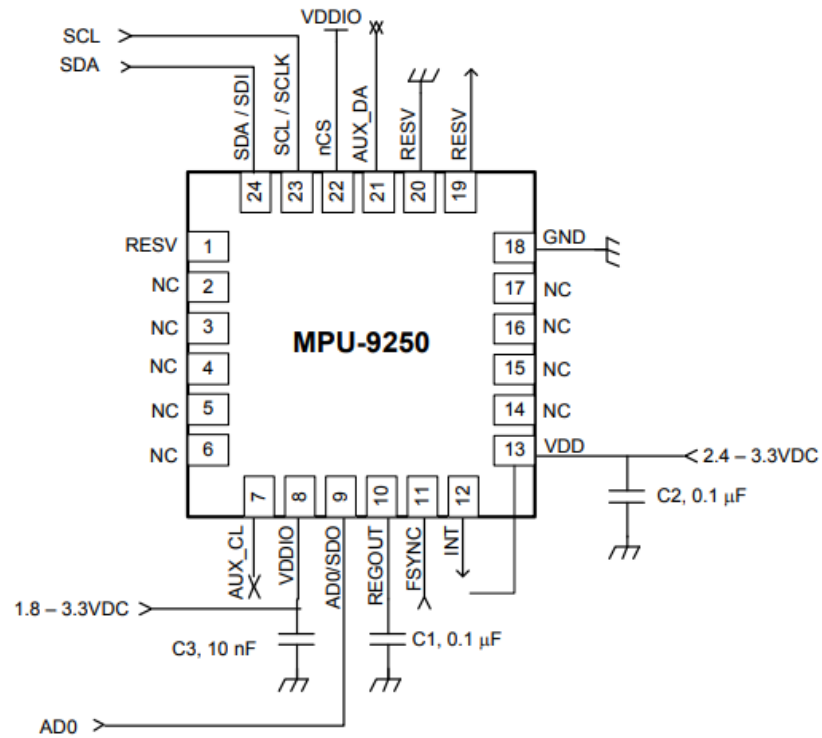 VDDIO
SCL
SDA
SDA / SDI
SCL / SCLK
nCS
AUX_DA
RESV
RESV
24
23
22
21
20
19
RESV 1
18 GND
NC 2
17 NC
NC 3
16 NC
MPU-9250
NC 4
15 NC
NC 5
14 NC
NC 6
13 VDD
2.4 – 3.3VDC
C2, 0.1 μF
7
8
9
10
11
12
AUX_CL
VDDIO
AD0/SDO
REGOUT
FSYNC
INT
1.8 – 3.3VDC
C3, 10 nF
C1, 0.1 μF
AD0